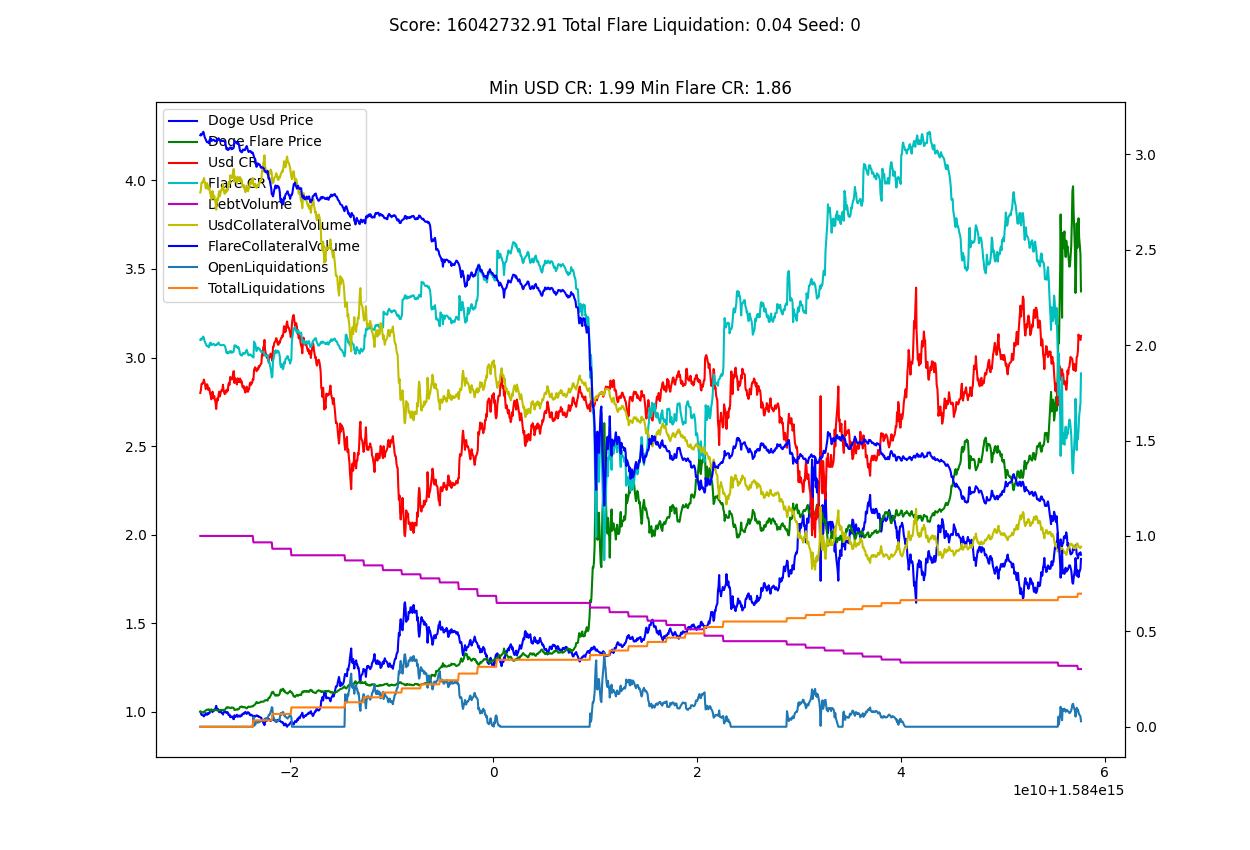 Score: 16042732.91 Total Flare Liquidation: 0.04 Seed: 0
Min USD CR: 1.99 Min Flare CR: 1.86
Doge Usd Price
Doge Flare Price
Usd CR
Flare CR
DebtVolume
UsdCollateralVolume
FlareCollateralVolume
OpenLiquidations
TotalLiquidations
4.0
3.5
3.0
2.5
2.0
1.5
1.0
3.0
2.5
2.0
1.5
1.0
0.5
0.0
−2 0 2 4 6
1e10+1.584e15